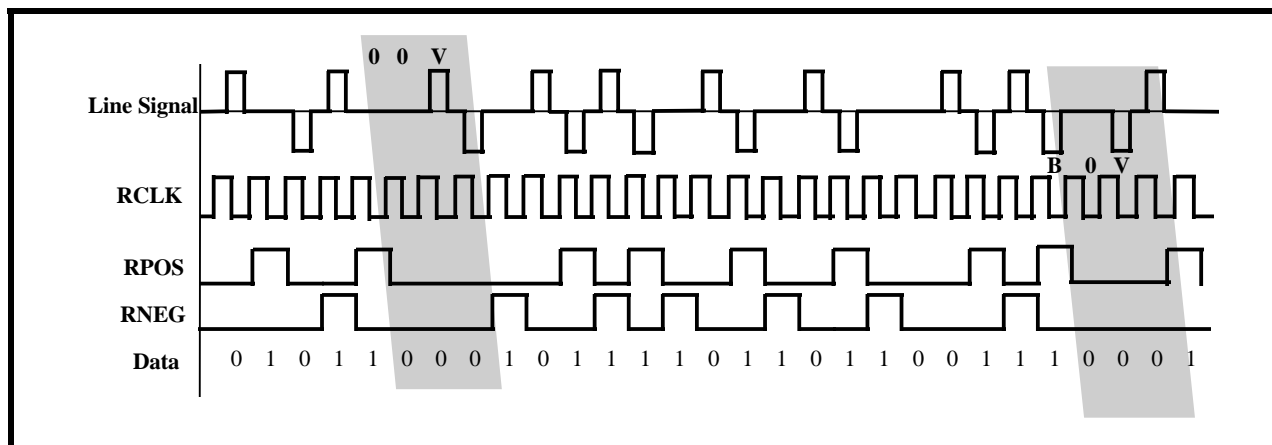 0 0 V
Line Signal
B 0 V
RCLK
RPOS
RNEG
Data 0 1 0 1 1 0 0 0 1 0 1 1 1 1 0 1 1 0 1 1 0 0 1 1 1 0 0 0 1